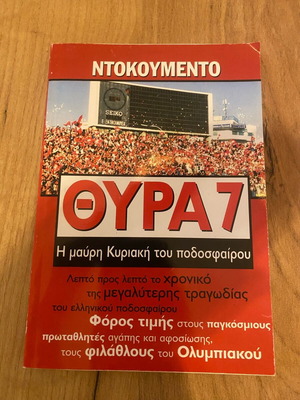 ΝΤΟΚΟΥΜΕΝΤΟ
SEIKO
ΘΥΡΑ 7
Η μαύρη Κυριακή του ποδοσφαίρου
Λεπτό προς λεπτό το χρονικό
της μεγαλύτερης τραγωδίας
του ελληνικού ποδοσφαίρου
Φόρος τιμής στους παγκόσμιους
πρωταθλητές αγάπης και αφοσίωσης,
τους φιλάθλους του Ολυμπιακού